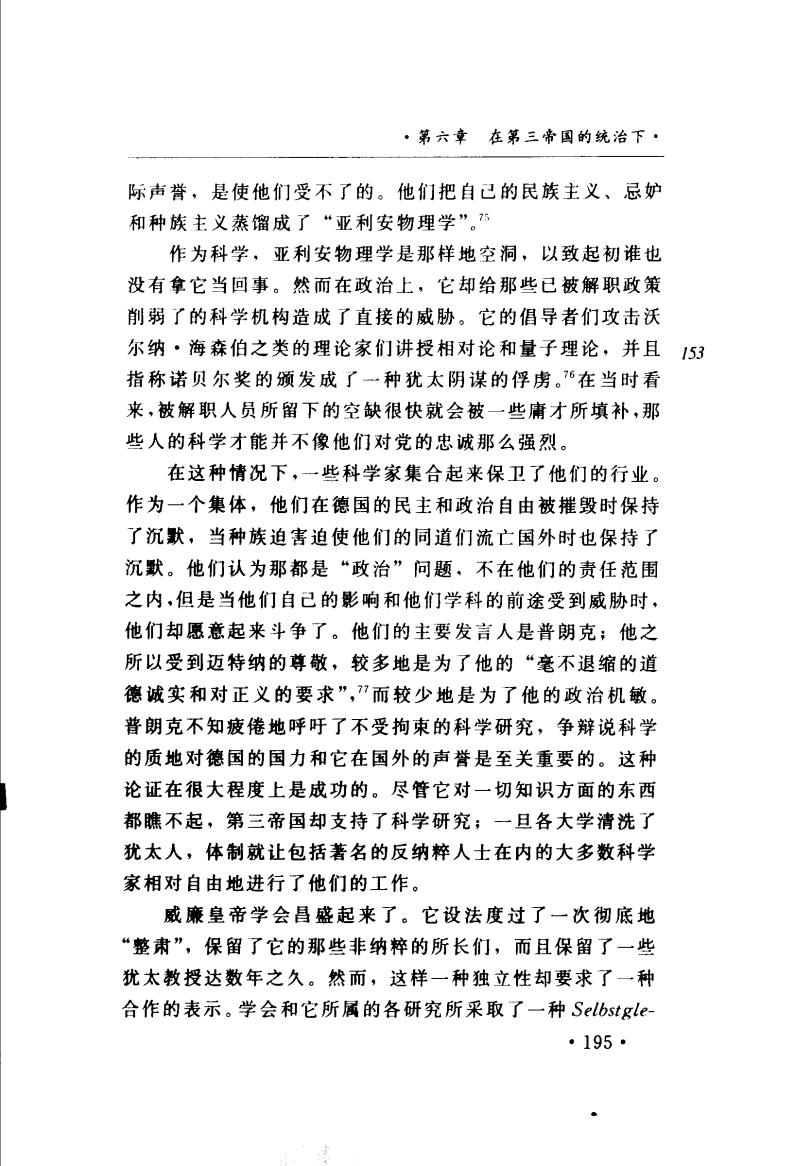 ·第六章 在第三帝国的统治下·
际声誉，是使他们受不了的。他们把自己的民族主义、忌妒
和种族主义蒸馏成了“亚利安物理学”。75
作为科学，亚利安物理学是那样地空洞，以致起初谁也
没有拿它当回事。然而在政治上，它却给那些已被解职政策
削弱了的科学机构造成了直接的威胁。它的倡导者们攻击沃
尔纳·海森伯之类的理论家们讲授相对论和量子理论，并且
153
指称诺贝尔奖的颁发成了一种犹太阴谋的俘虏。76在当时看
来，被解职人员所留下的空缺很快就会被一些庸才所填补，那
些人的科学才能并不像他们对党的忠诚那么强烈。
在这种情况下，一些科学家集合起来保卫了他们的行业。
作为一个集体，他们在德国的民主和政治自由被摧毁时保持
了沉默，当种族迫害迫使他们的同道们流亡国外时也保持了
沉默。他们认为那都是“政治”问题，不在他们的责任范围
之内，但是当他们自己的影响和他们学科的前途受到威胁时，
他们却愿意起来斗争了。他们的主要发言人是普朗克；他之
所以受到迈特纳的尊敬，较多地是为了他的“毫不退缩的道
德诚实和对正义的要求”，77而较少地是为了他的政治机敏。
普朗克不知疲倦地呼吁了不受拘束的科学研究，争辩说科学
的质地对德国的国力和它在国外的声誉是至关重要的。这种
论证在很大程度上是成功的。尽管它对一切知识方面的东西
都瞧不起，第三帝国却支持了科学研究；一旦各大学清洗了
犹太人，体制就让包括著名的反纳粹人士在内的大多数科学
家相对自由地进行了他们的工作。
威廉皇帝学会昌盛起来了。它设法度过了一次彻底地
“整肃”，保留了它的那些非纳粹的所长们，而且保留了一些
犹太教授达数年之久。然而，这样一种独立性却要求了一种
合作的表示。学会和它所属的各研究所采取了一种 Selbstgle-
·195·